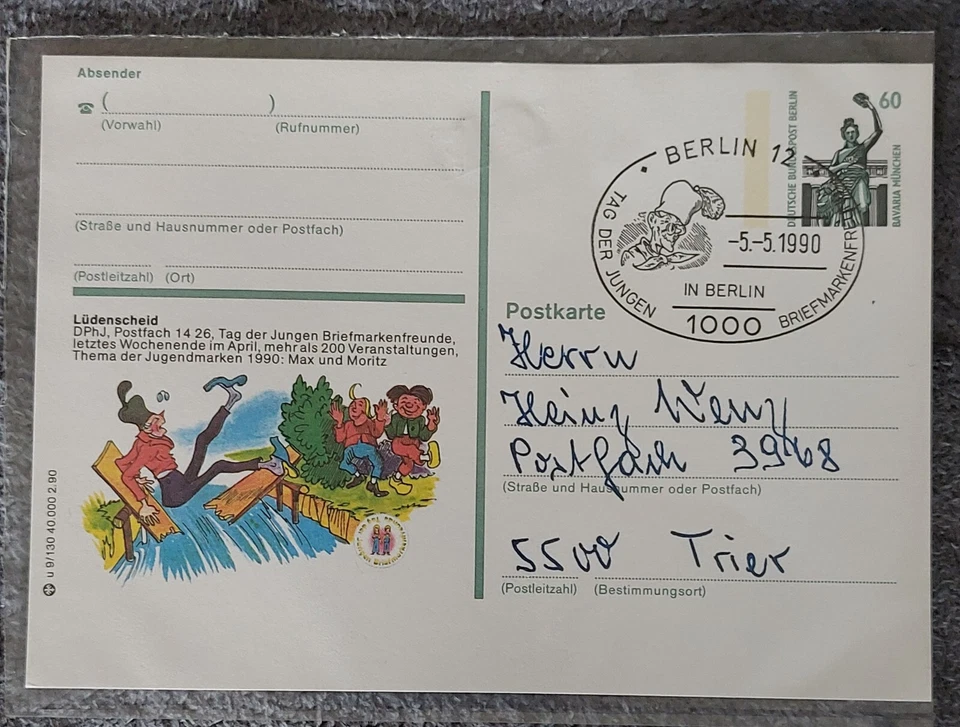 Absender
( )
(Vorwahl) (Rufnummer)
(Straße und Hausnummer oder Postfach)
(Postleitzahl) (Ort)
Lüdenscheid
DPhJ, Postfach 14 26, Tag der Jungen Briefmarkenfreunde,
letztes Wochenende im April, mehr als 200 Veranstaltungen,
Thema der Jugendmarken 1990: Max und Moritz
u 9/130 40.000 2.90
60
DEUTSCHE BUNDESPOST BERLIN
BAVARIA MÜNCHEN
BERLIN 12
TAG DER JUNGEN BRIEFMARKENFREUNDE
-5.-5.1990
IN BERLIN
1000
Postkarte
Herrn
Heinz Wenz
Postfach 3968
(Straße und Hausnummer oder Postfach)
5500 Trier
(Postleitzahl) (Bestimmungsort)